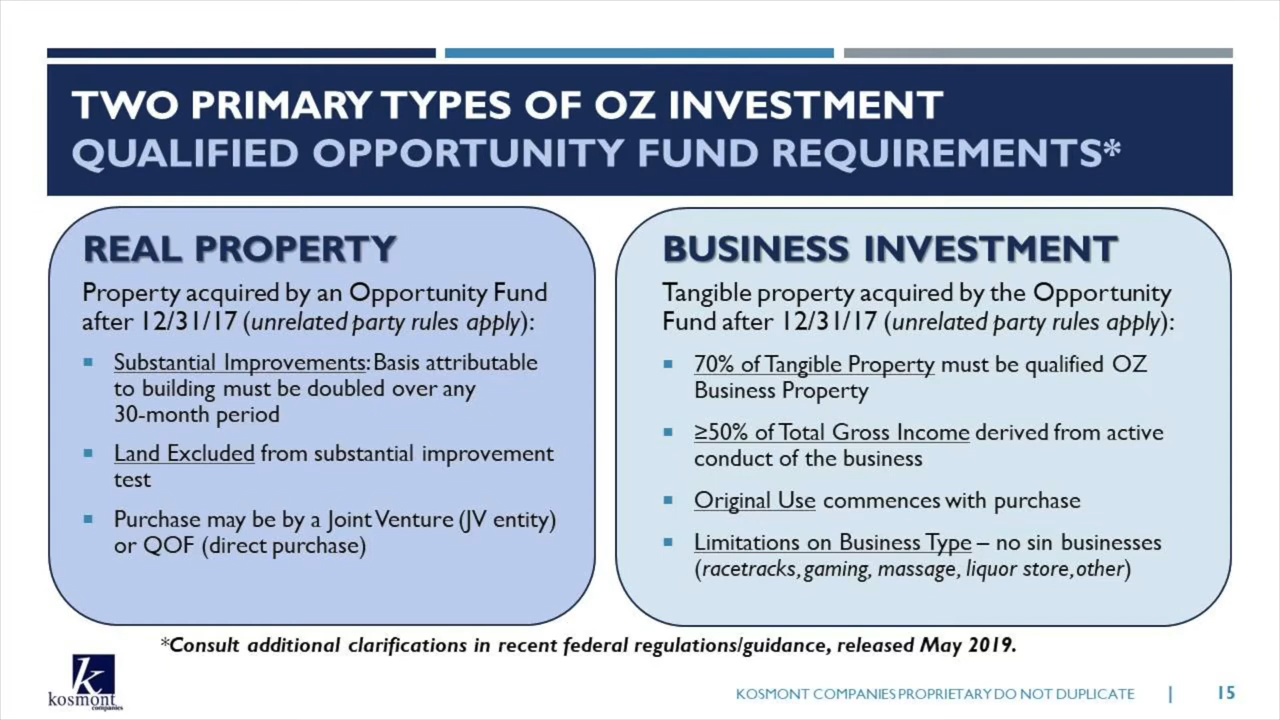 TWO PRIMARY TYPES OF OZ INVESTMENT
QUALIFIED OPPORTUNITY FUND REQUIREMENTS*
REAL PROPERTY
Property acquired by an Opportunity Fund
after 12/31/17 (unrelated party rules apply):
▪ Substantial Improvements: Basis attributable
to building must be doubled over any
30-month period
▪ Land Excluded from substantial improvement
test
▪ Purchase may be by a Joint Venture (JV entity)
or QOF (direct purchase)
BUSINESS INVESTMENT
Tangible property acquired by the Opportunity
Fund after 12/31/17 (unrelated party rules apply):
▪ 70% of Tangible Property must be qualified OZ
Business Property
▪ ≥50% of Total Gross Income derived from active
conduct of the business
▪ Original Use commences with purchase
▪ Limitations on Business Type – no sin businesses
(racetracks, gaming, massage, liquor store, other)
*Consult additional clarifications in recent federal regulations/guidance, released May 2019.
k
kosmont
companies
KOSMONT COMPANIES PROPRIETARY DO NOT DUPLICATE | 15